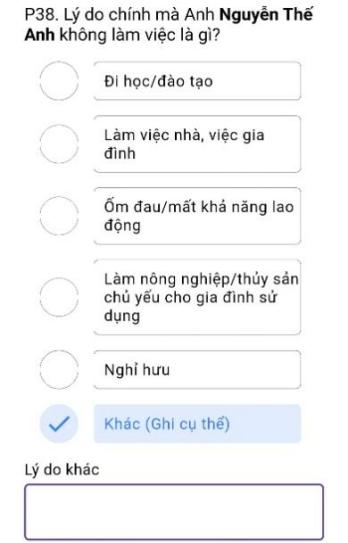 P38. Lý do chính mà Anh Nguyễn Thế
Anh không làm việc là gì?
Đi học/đào tạo
Làm việc nhà, việc gia
đình
Ốm đau/mất khả năng lao
động
Làm nông nghiệp/thủy sản
chủ yếu cho gia đình sử
dụng
Nghỉ hưu
Khác (Ghi cụ thể)
Lý do khác